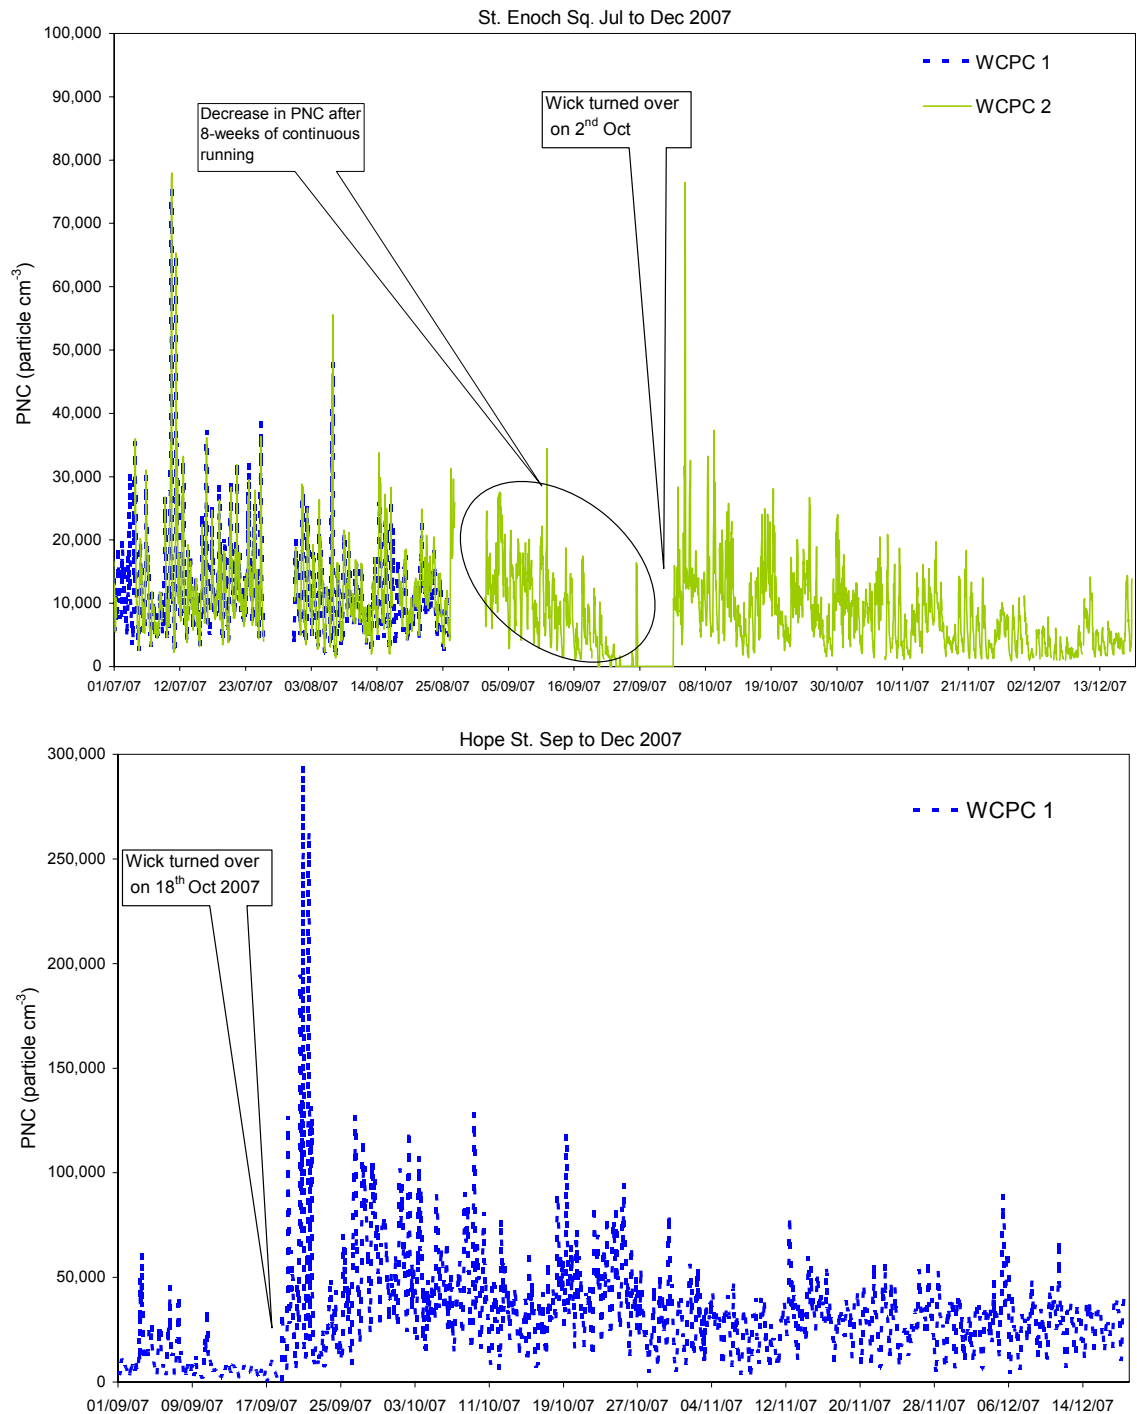 St. Enoch Sq. Jul to Dec 2007
100,000
90,000
80,000
70,000
60,000
50,000
40,000
30,000
20,000
10,000
0
PNC (particle cm⁻³)
WCPC 1
WCPC 2
Decrease in PNC after
8-weeks of continuous
running
Wick turned over
on 2ⁿᵈ Oct
01/07/07 12/07/07 23/07/07 03/08/07 14/08/07 25/08/07 05/09/07 16/09/07 27/09/07 08/10/07 19/10/07 30/10/07 10/11/07 21/11/07 02/12/07 13/12/07
Hope St. Sep to Dec 2007
300,000
250,000
200,000
150,000
100,000
50,000
0
PNC (particle cm⁻³)
WCPC 1
Wick turned over
on 18ᵗʰ Oct 2007
01/09/07 09/09/07 17/09/07 25/09/07 03/10/07 11/10/07 19/10/07 27/10/07 04/11/07 12/11/07 20/11/07 28/11/07 06/12/07 14/12/07